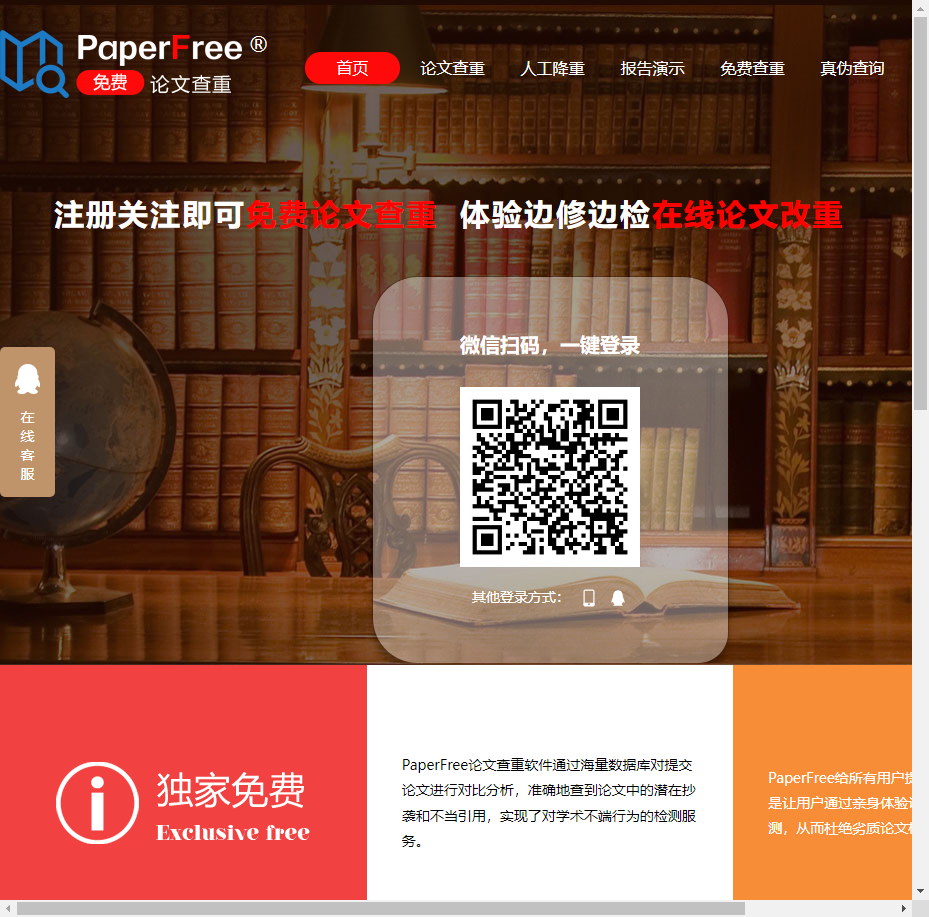 PaperFree ®
免费 论文查重
首页 论文查重 人工降重 报告演示 免费查重 真伪查询
注册关注即可免费论文查重 体验边修边检在线论文改重
微信扫码，一键登录
在
线
客
服
其他登录方式：
独家免费
Exclusive free
PaperFree论文查重软件通过海量数据库对提交
论文进行对比分析，准确地查到论文中的潜在抄
袭和不当引用，实现了对学术不端行为的检测服
务。
PaperFree给所有用户
是让用户通过亲身体验
测，从而杜绝劣质论文